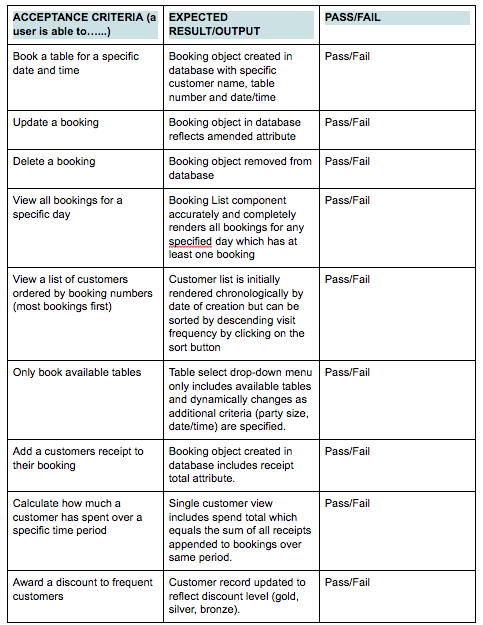 ACCEPTANCE CRITERIA (a
user is able to…...)
EXPECTED
RESULT/OUTPUT
PASS/FAIL
Book a table for a specific
date and time
Booking object created in
database with specific
customer name, table
number and date/time
Pass/Fail
Update a booking
Booking object in database
reflects amended attribute
Pass/Fail
Delete a booking
Booking object removed from
database
Pass/Fail
View all bookings for a
specific day
Booking List component
accurately and completely
renders all bookings for any
specified day which has at
least one booking
Pass/Fail
View a list of customers
ordered by booking numbers
(most bookings first)
Customer list is initially
rendered chronologically by
date of creation but can be
sorted by descending visit
frequency by clicking on the
sort button
Pass/Fail
Only book available tables
Table select drop-down menu
only includes available tables
and dynamically changes as
additional criteria (party size,
date/time) are specified.
Pass/Fail
Add a customers receipt to
their booking
Booking object created in
database includes receipt
total attribute.
Pass/Fail
Calculate how much a
customer has spent over a
specific time period
Single customer view
includes spend total which
equals the sum of all receipts
appended to bookings over
same period.
Pass/Fail
Award a discount to frequent
customers
Customer record updated to
reflect discount level (gold,
silver, bronze).
Pass/Fail